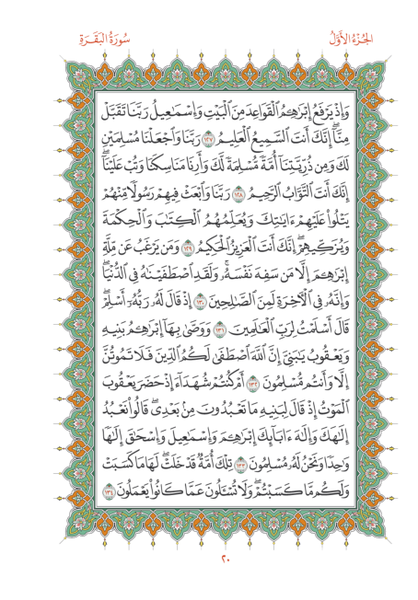 الجُزْءُ الأَوَّلُ
سُورَةُ البَقَرَةِ
وَإِذْ يَرْفَعُ إِبْرَٰهِـۧمُ ٱلْقَوَاعِدَ مِنَ ٱلْبَيْتِ وَإِسْمَـٰعِيلُ رَبَّنَا تَقَبَّلْ
مِنَّآ إِنَّكَ أَنتَ ٱلسَّمِيعُ ٱلْعَلِيمُ ١٢٧ رَبَّنَا وَٱجْعَلْنَا مُسْلِمَيْنِ
لَكَ وَمِن ذُرِّيَّتِنَآ أُمَّةً مُّسْلِمَةً لَّكَ وَأَرِنَا مَنَاسِكَنَا وَتُبْ عَلَيْنَآ
إِنَّكَ أَنتَ ٱلتَّوَّابُ ٱلرَّحِيمُ ١٢٨ رَبَّنَا وَٱبْعَثْ فِيهِمْ رَسُولًا مِّنْهُمْ
يَتْلُوا۟ عَلَيْهِمْ ءَايَـٰتِكَ وَيُعَلِّمُهُمُ ٱلْكِتَـٰبَ وَٱلْحِكْمَةَ
وَيُزَكِّيهِمْ إِنَّكَ أَنتَ ٱلْعَزِيزُ ٱلْحَكِيمُ ١٢٩ وَمَن يَرْغَبُ عَن مِّلَّةِ
إِبْرَٰهِـۧمَ إِلَّا مَن سَفِهَ نَفْسَهُۥ وَلَقَدِ ٱصْطَفَيْنَـٰهُ فِى ٱلدُّنْيَا
وَإِنَّهُۥ فِى ٱلْـَٔاخِرَةِ لَمِنَ ٱلصَّـٰلِحِينَ ١٣٠ إِذْ قَالَ لَهُۥ رَبُّهُۥٓ أَسْلِمْ
قَالَ أَسْلَمْتُ لِرَبِّ ٱلْعَـٰلَمِينَ ١٣١ وَوَصَّىٰ بِهَآ إِبْرَٰهِـۧمُ بَنِيهِ
وَيَعْقُوبُ يَـٰبَنِىَّ إِنَّ ٱللَّهَ ٱصْطَفَىٰ لَكُمُ ٱلدِّينَ فَلَا تَمُوتُنَّ
إِلَّا وَأَنتُم مُّسْلِمُونَ ١٣٢ أَمْ كُنتُمْ شُهَدَآءَ إِذْ حَضَرَ يَعْقُوبَ
ٱلْمَوْتُ إِذْ قَالَ لِبَنِيهِ مَا تَعْبُدُونَ مِنۢ بَعْدِى قَالُوا۟ نَعْبُدُ
إِلَـٰهَكَ وَإِلَـٰهَ ءَابَآئِكَ إِبْرَٰهِـۧمَ وَإِسْمَـٰعِيلَ وَإِسْحَـٰقَ إِلَـٰهًا
وَٰحِدًا وَنَحْنُ لَهُۥ مُسْلِمُونَ ١٣٣ تِلْكَ أُمَّةٌ قَدْ خَلَتْ لَهَا مَا كَسَبَتْ
وَلَكُم مَّا كَسَبْتُمْ وَلَا تُسْـَٔلُونَ عَمَّا كَانُوا۟ يَعْمَلُونَ ١٣٤
٢٠